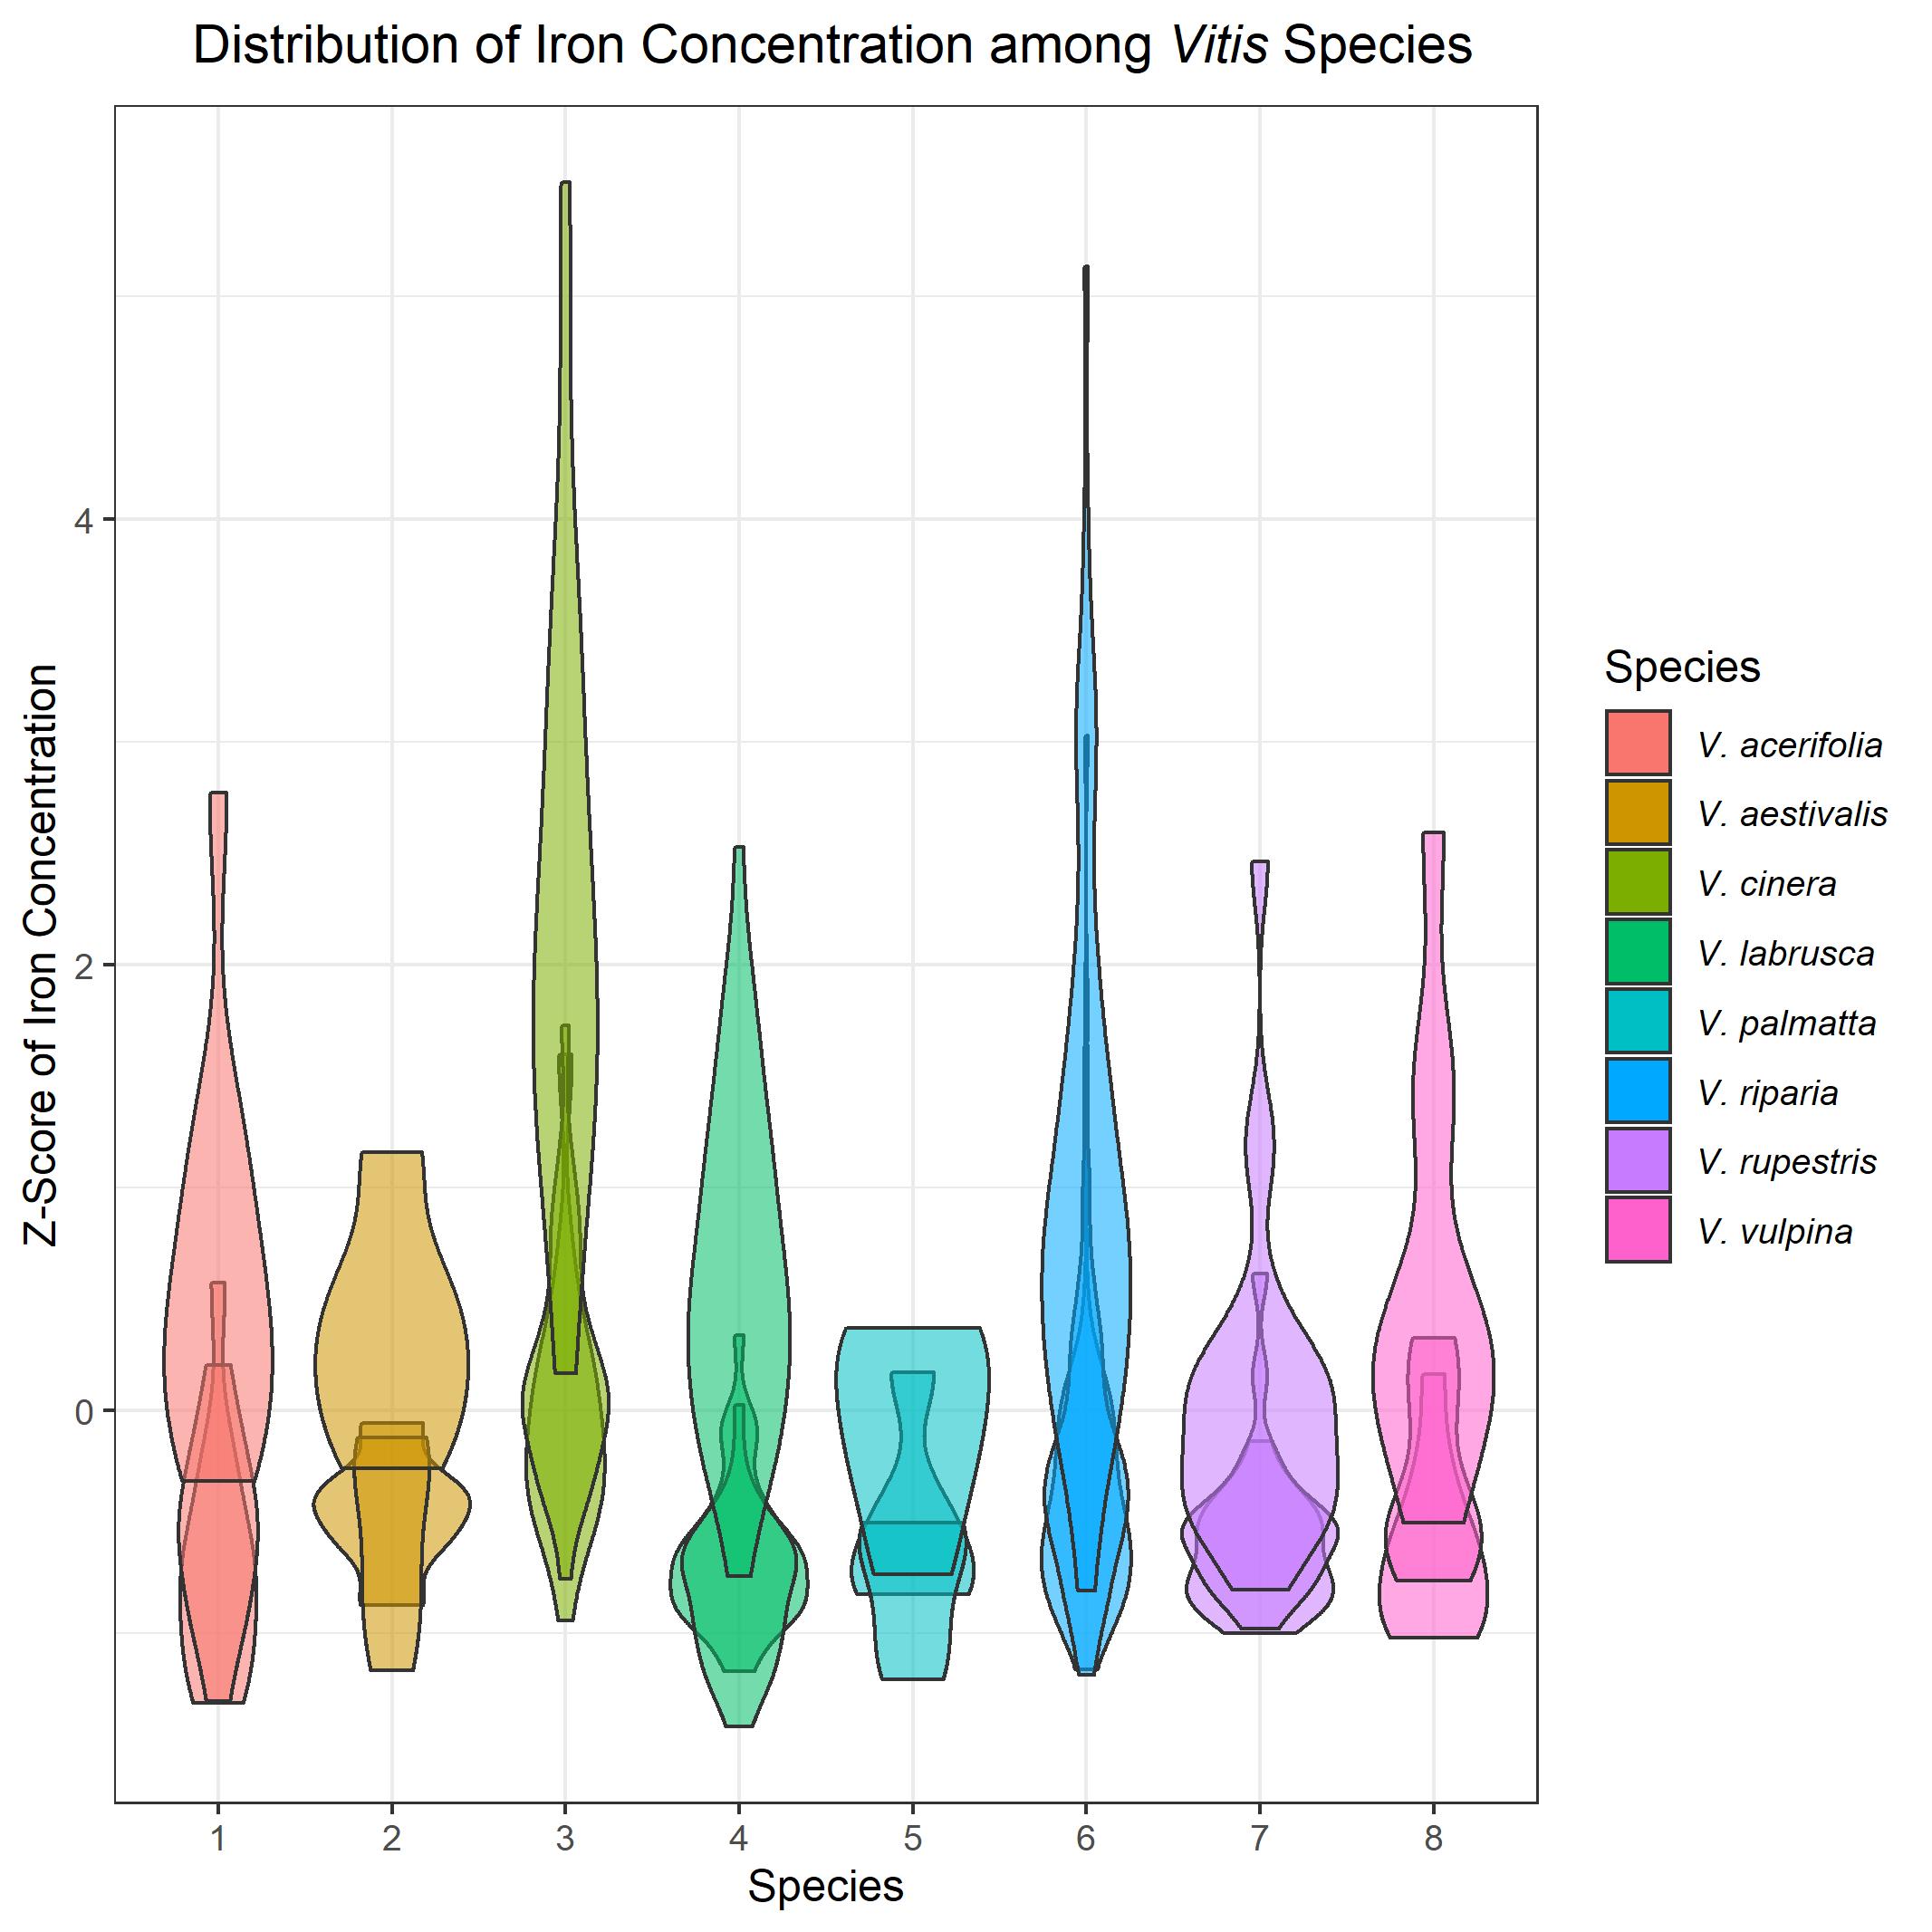 Distribution of Iron Concentration among Vitis Species
Z-Score of Iron Concentration
4
2
0
1 2 3 4 5 6 7 8
Species
Species
V. acerifolia
V. aestivalis
V. cinera
V. labrusca
V. palmatta
V. riparia
V. rupestris
V. vulpina